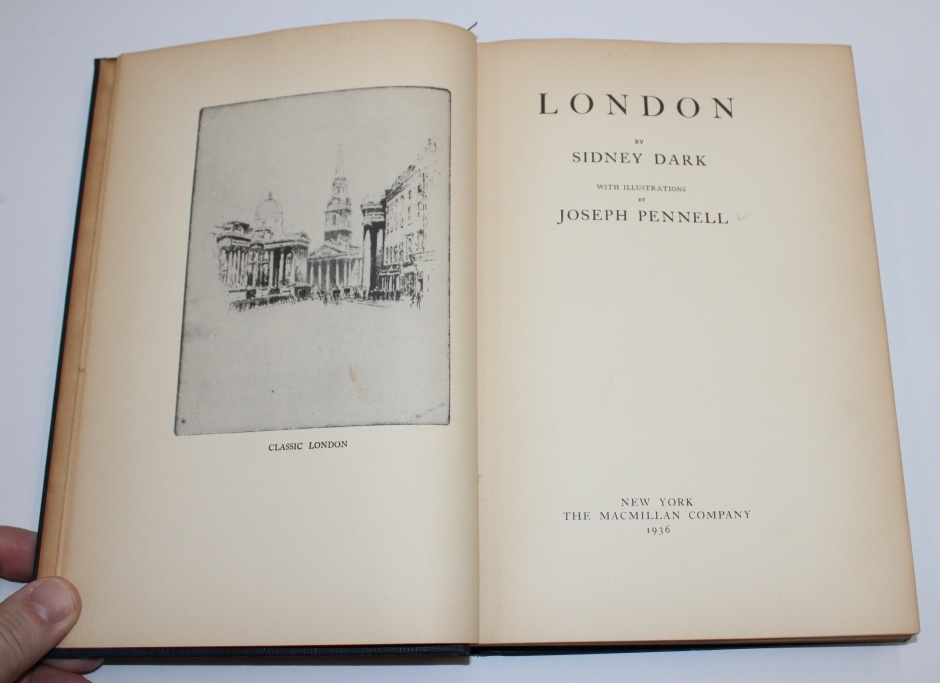 CLASSIC LONDON
LONDON
BY
SIDNEY DARK
WITH ILLUSTRATIONS
BY
JOSEPH PENNELL
NEW YORK
THE MACMILLAN COMPANY
1936